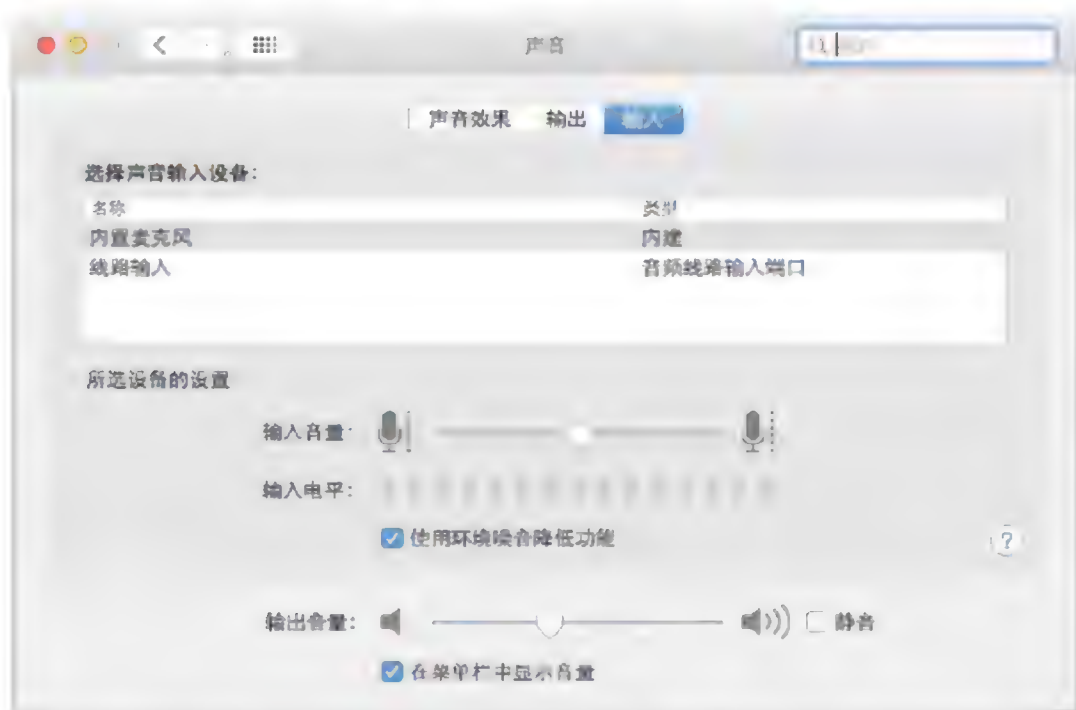 声音
声音效果 输出 输入
选择声音输入设备：
名称 类型
内置麦克风 内建
线路输入 音频线路输入端口
所选设备的设置
输入音量：
输入电平：
使用环境噪音降低功能
?
输出音量： 静音
在菜单栏中显示音量